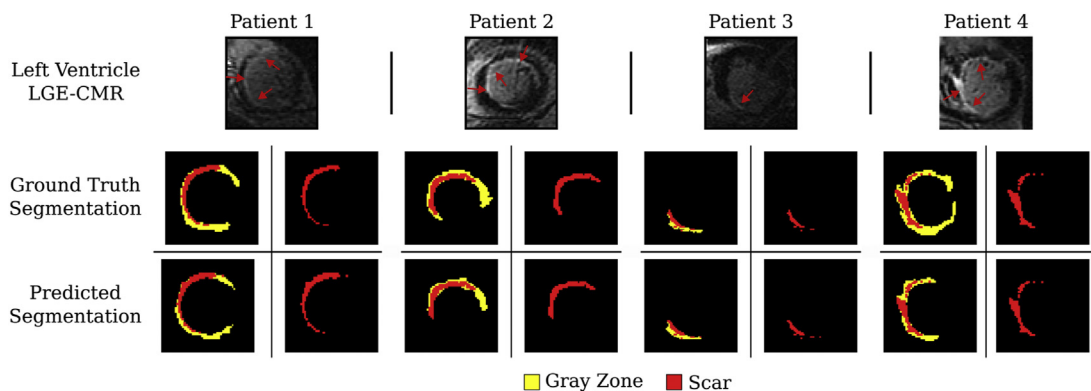 Patient 1
Patient 2
Patient 3
Patient 4
Left Ventricle
LGE-CMR
Ground Truth
Segmentation
Predicted
Segmentation
Gray Zone
Scar